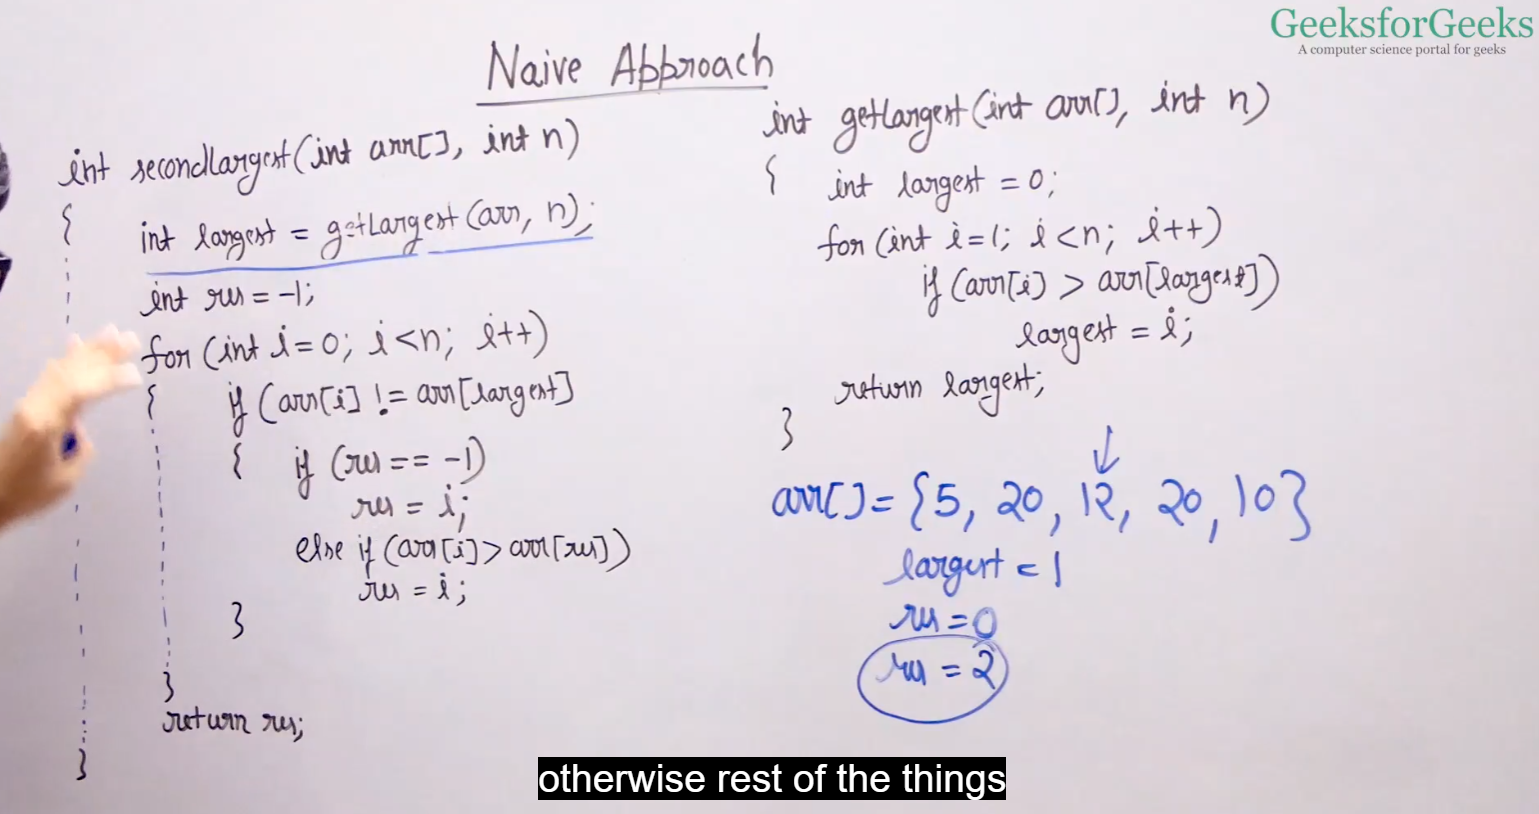 GeeksforGeeks
A computer science portal for geeks
Naive Approach
int secondLargest(int arr[], int n)
{
int largest = getLargest(arr, n);
int res = -1;
for (int i=0; i<n; i++)
{
if (arr[i] != arr[largest]
{ if (res == -1)
res = i;
else if (arr[i]>arr[res])
res = i;
}
}
return res;
}
int getLargest(int arr[], int n)
{ int largest = 0;
for (int i=1; i<n; i++)
if (arr[i] > arr[largest])
largest = i;
return largest;
}
arr[]= {5, 20, 12, 20, 10}
largest = 1
res = 0
res = 2
otherwise rest of the things